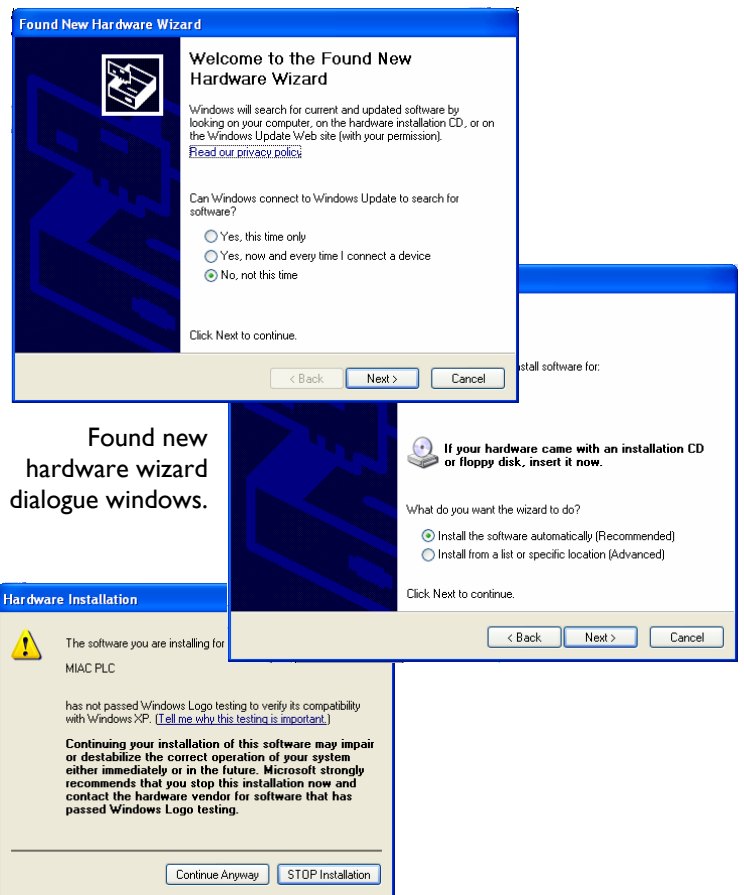 Found New Hardware Wizard
Welcome to the Found New
Hardware Wizard
Windows will search for current and updated software by
looking on your computer, on the hardware installation CD, or on
the Windows Update Web site (with your permission).
Read our privacy policy
Can Windows connect to Windows Update to search for
software?
Yes, this time only
Yes, now and every time I connect a device
No, not this time
Click Next to continue.
< Back
Next >
Cancel
stall software for:
If your hardware came with an installation CD
or floppy disk, insert it now.
What do you want the wizard to do?
Install the software automatically (Recommended)
Install from a list or specific location (Advanced)
Click Next to continue.
< Back
Next >
Cancel
Found new
hardware wizard
dialogue windows.
Hardware Installation
The software you are installing for
MIAC PLC
has not passed Windows Logo testing to verify its compatibility
with Windows XP. (Tell me why this testing is important.)
Continuing your installation of this software may impair
or destabilize the correct operation of your system
either immediately or in the future. Microsoft strongly
recommends that you stop this installation now and
contact the hardware vendor for software that has
passed Windows Logo testing.
Continue Anyway
STOP Installation